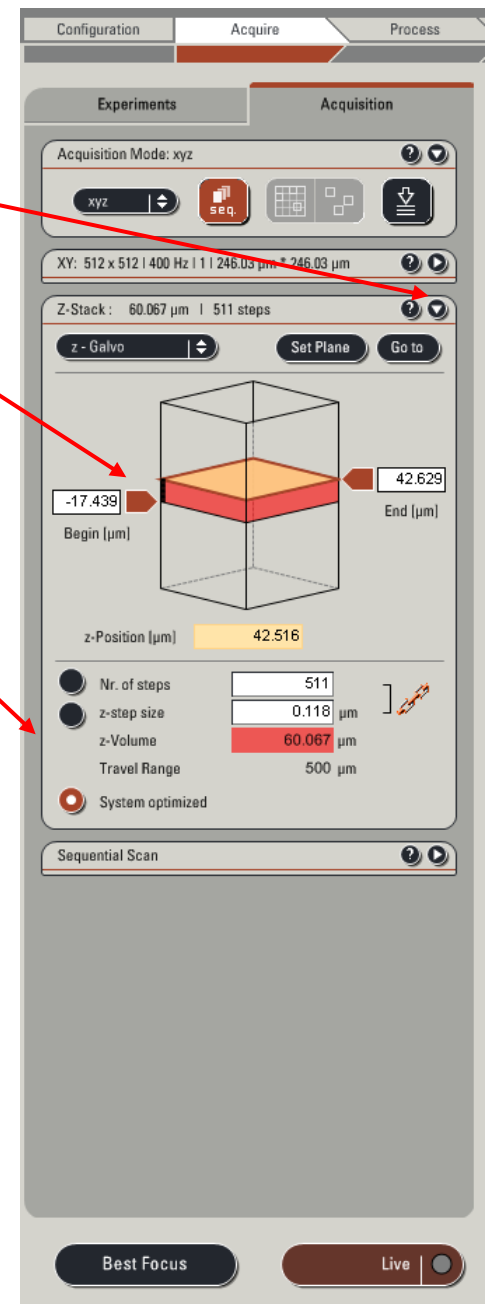 Configuration Acquire Process
Experiments Acquisition
Acquisition Mode: xyz ?
xyz seq.
XY: 512 x 512 | 400 Hz | 1 | 246.03 µm * 246.03 µm ?
Z-Stack : 60.067 µm | 511 steps ?
z - Galvo Set Plane Go to
-17.439 42.629
Begin [µm] End [µm]
z-Position [µm] 42.516
Nr. of steps 511
z-step size 0.118 µm
z-Volume 60.067 µm
Travel Range 500 µm
System optimized
Sequential Scan ?
Best Focus Live